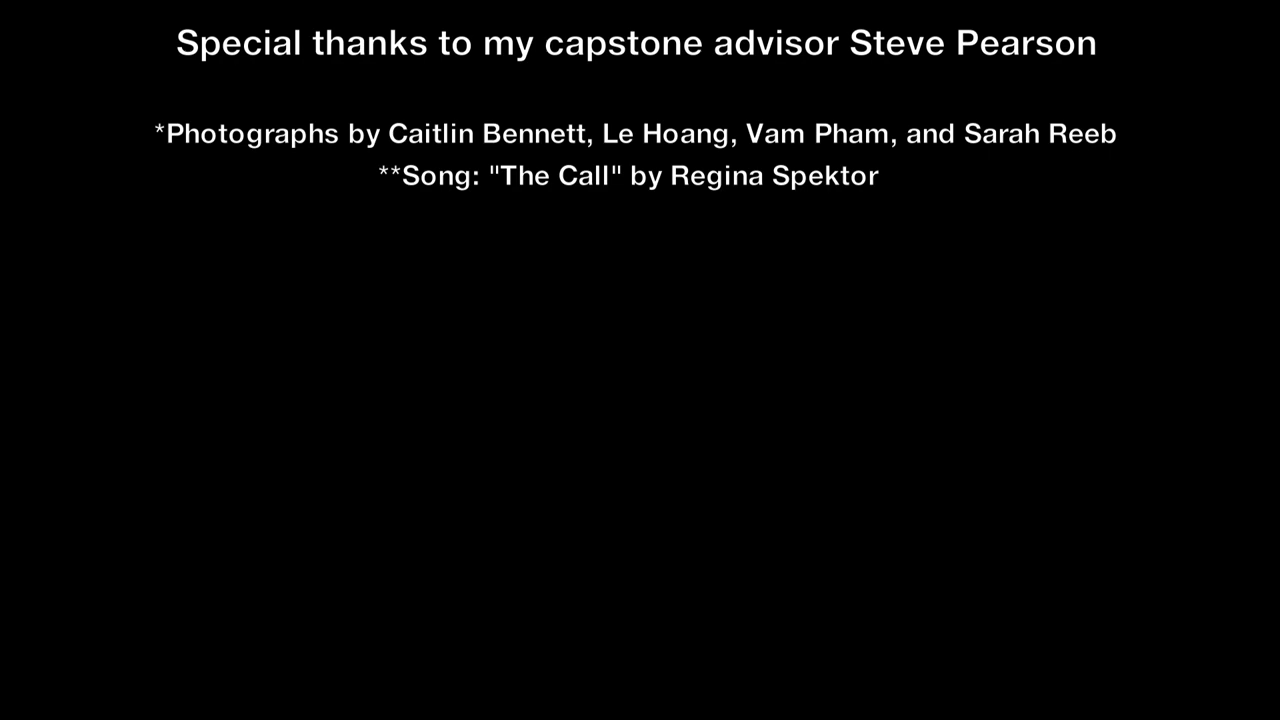 Special thanks to my capstone advisor Steve Pearson
*Photographs by Caitlin Bennett, Le Hoang, Vam Pham, and Sarah Reeb
**Song: "The Call" by Regina Spektor